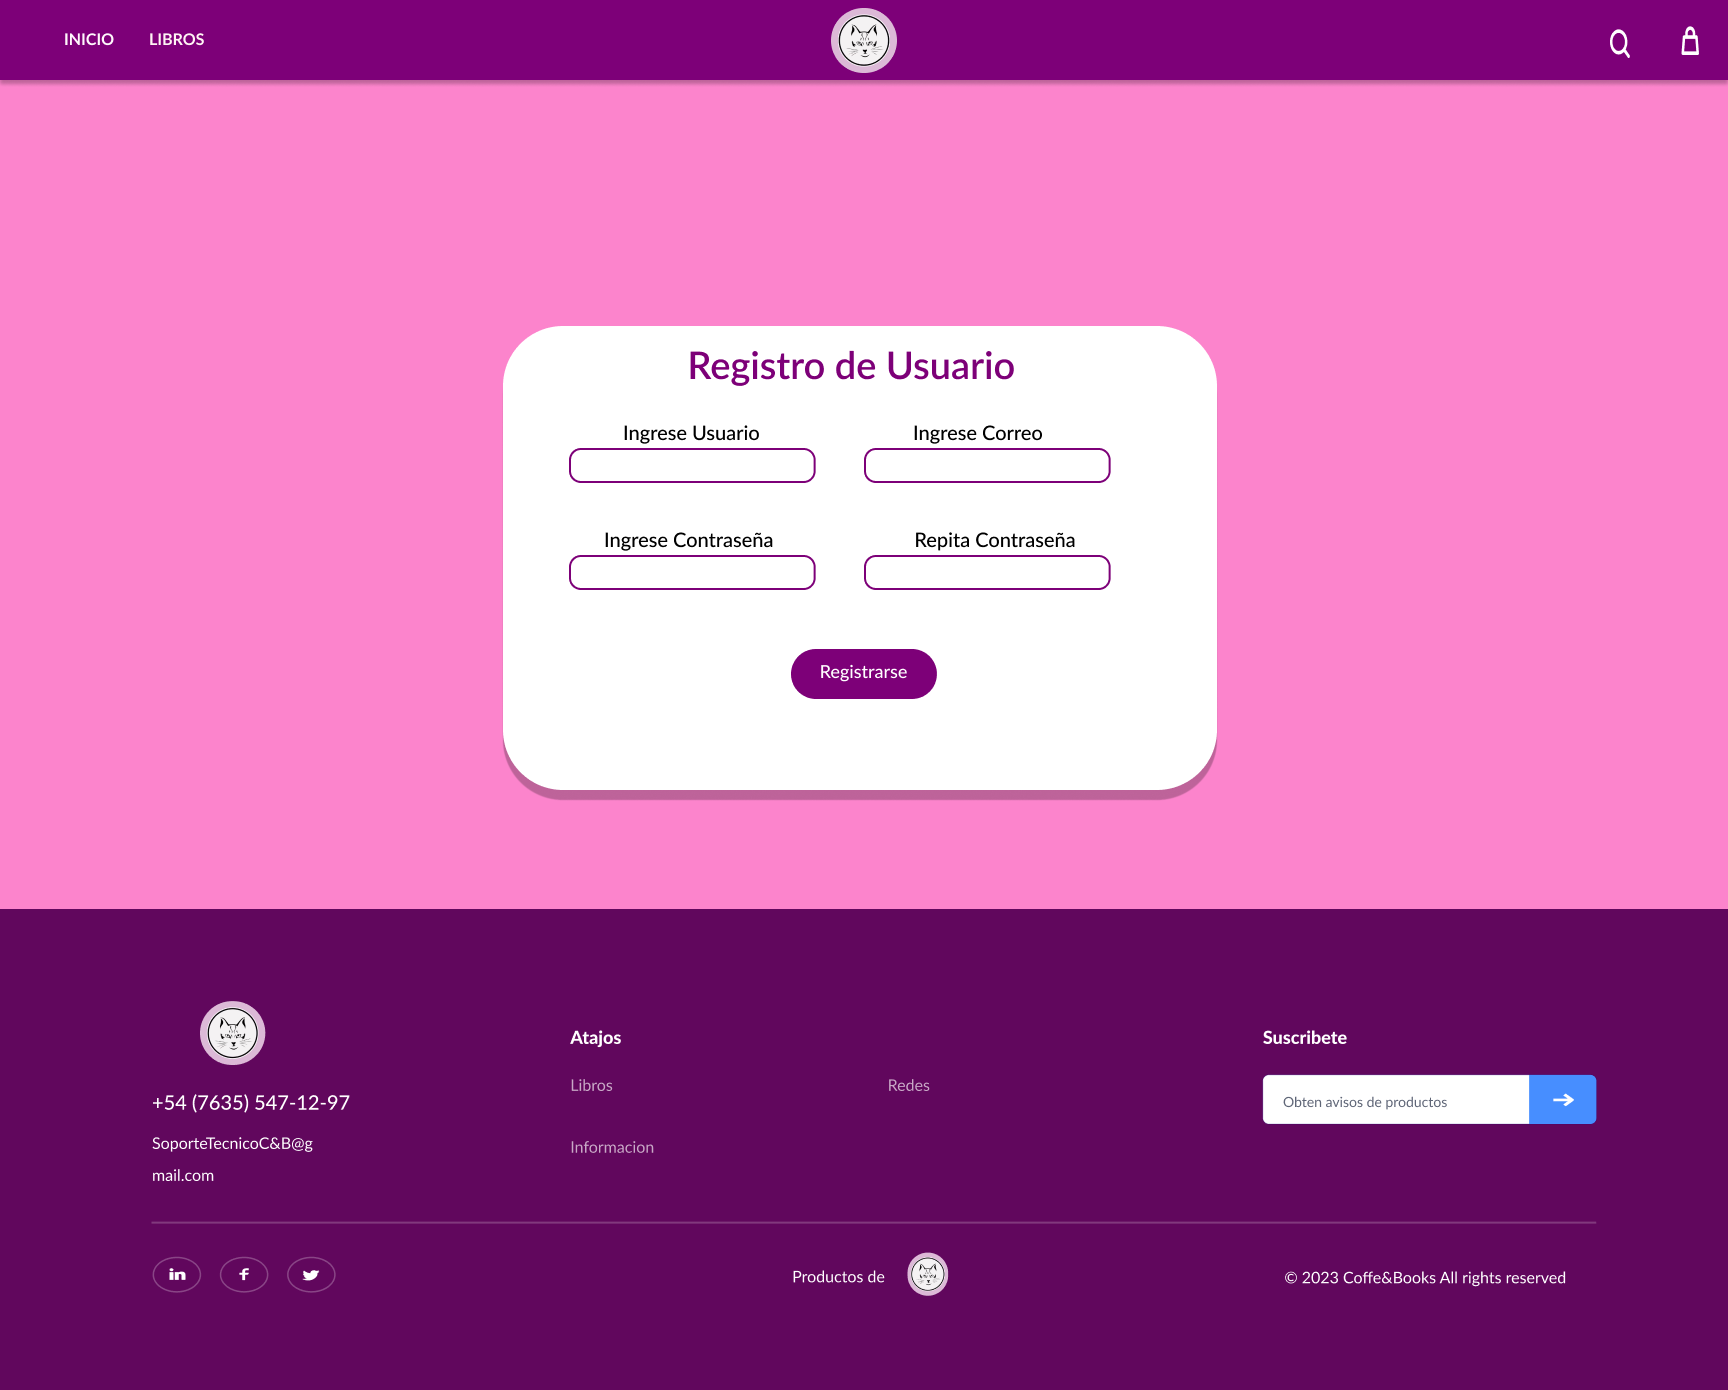 INICIO LIBROS
Registro de Usuario
Ingrese Usuario Ingrese Correo
Ingrese Contraseña Repita Contraseña
Registrarse
+54 (7635) 547-12-97
SoporteTecnicoC&B@g
mail.com
Atajos
Libros Redes
Informacion
Suscribete
Obten avisos de productos
in f
Productos de
© 2023 Coffe&Books All rights reserved